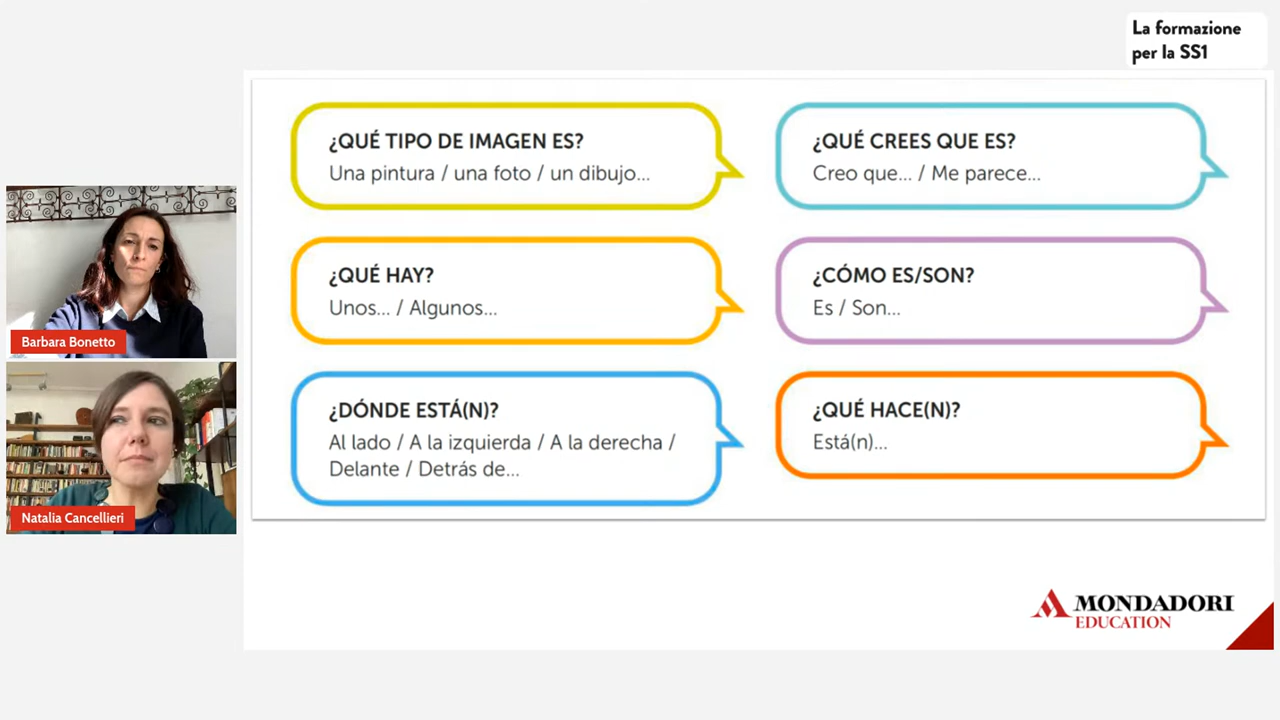 La formazione
per la SS1
¿QUÉ TIPO DE IMAGEN ES?
Una pintura / una foto / un dibujo...
¿QUÉ CREES QUE ES?
Creo que... / Me parece...
¿QUÉ HAY?
Unos... / Algunos...
¿CÓMO ES/SON?
Es / Son...
¿DÓNDE ESTÁ(N)?
Al lado / A la izquierda / A la derecha /
Delante / Detrás de...
¿QUÉ HACE(N)?
Está(n)...
Barbara Bonetto
Natalia Cancellieri
MONDADORI
EDUCATION